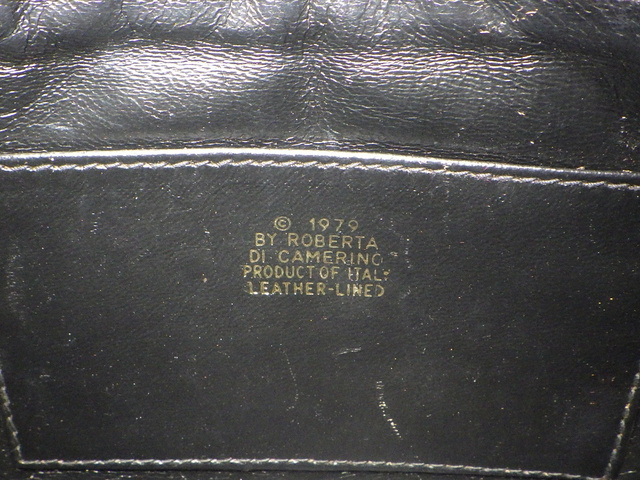 © 1979
BY ROBERTA
DI CAMERINO
PRODUCT OF ITALY
LEATHER-LINED